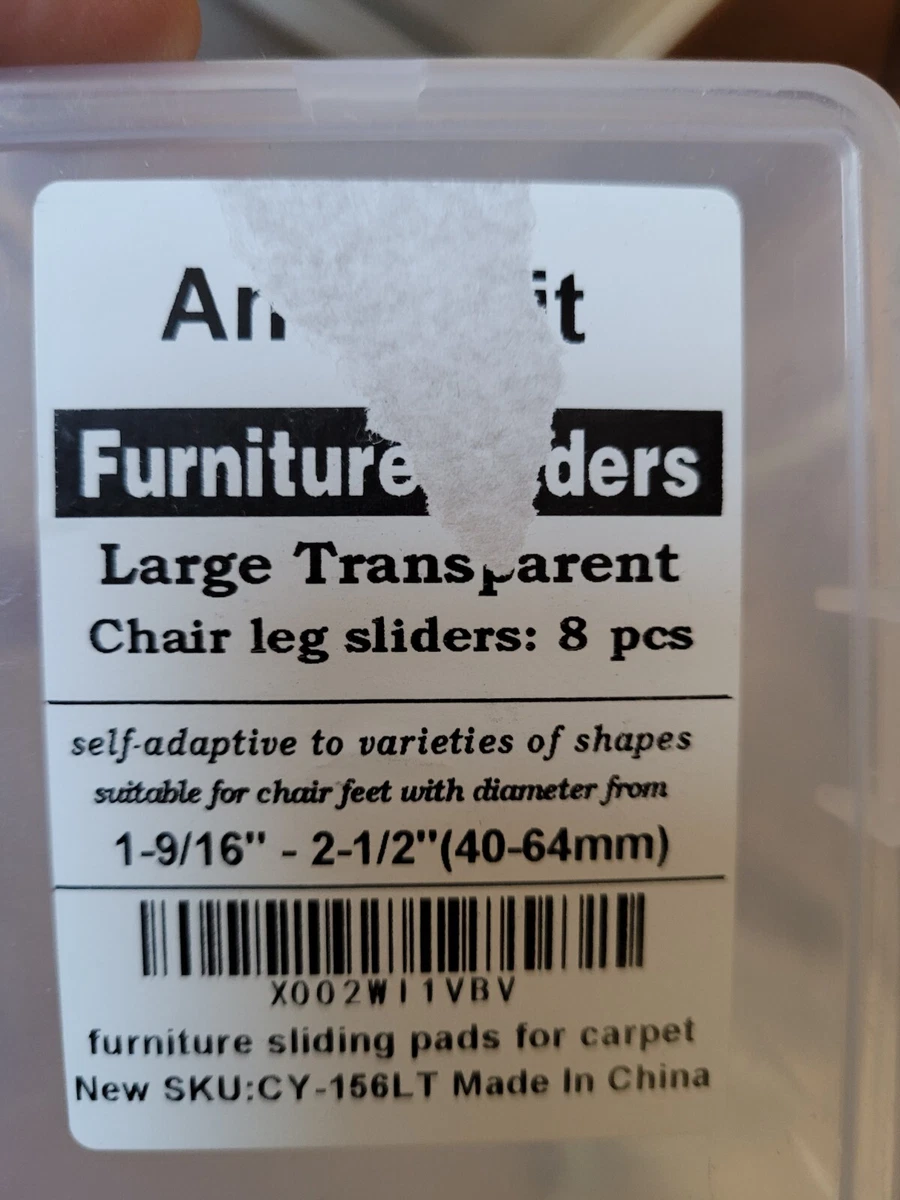 Furniture
Large Transparent
Chair leg sliders: 8 pcs
self-adaptive to varieties of shapes
suitable for chair feet with diameter from
1-9/16" - 2-1/2"(40-64mm)
X002WI1VBV
furniture sliding pads for carpet
New SKU:CY-156LT Made In China